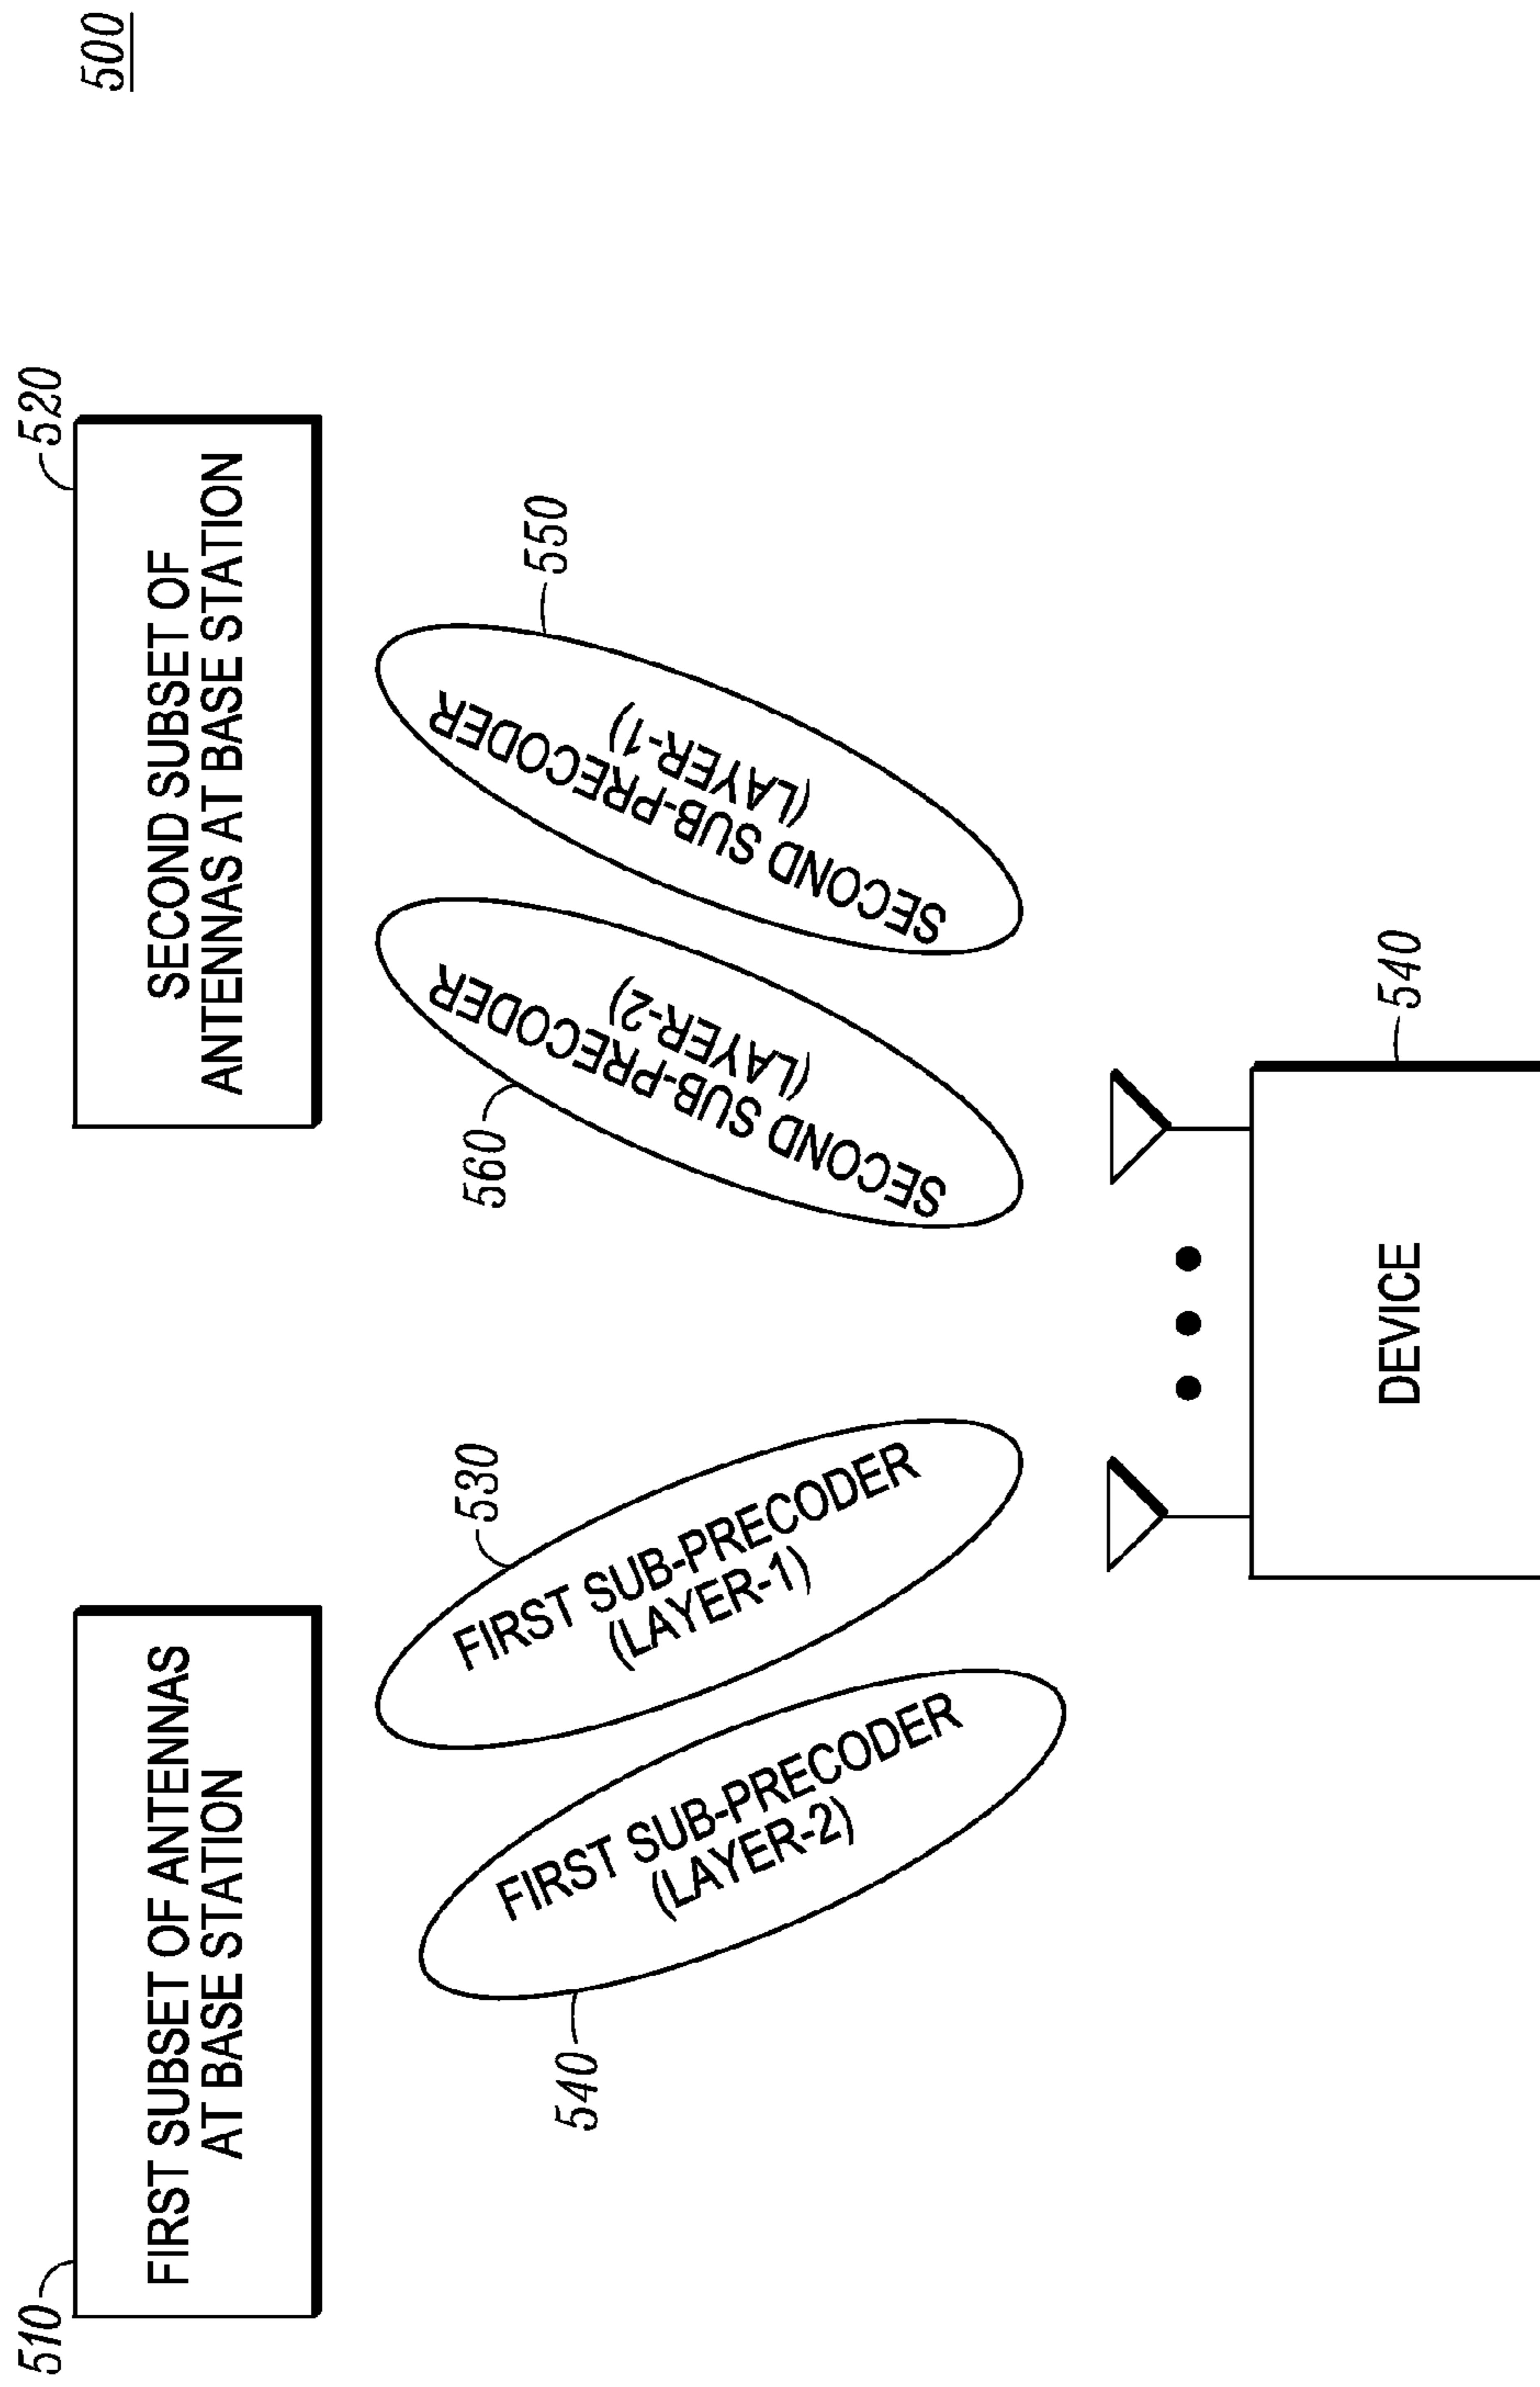 500
510
520
FIRST SUBSET OF ANTENNAS
AT BASE STATION
SECOND SUBSET OF
ANTENNAS AT BASE STATION
530
FIRST SUB-PRECODER
(LAYER-1)
540
FIRST SUB-PRECODER
(LAYER-2)
560
SECOND SUB-PRECODER
(LAYER-2)
550
SECOND SUB-PRECODER
(LAYER-1)
540
DEVICE